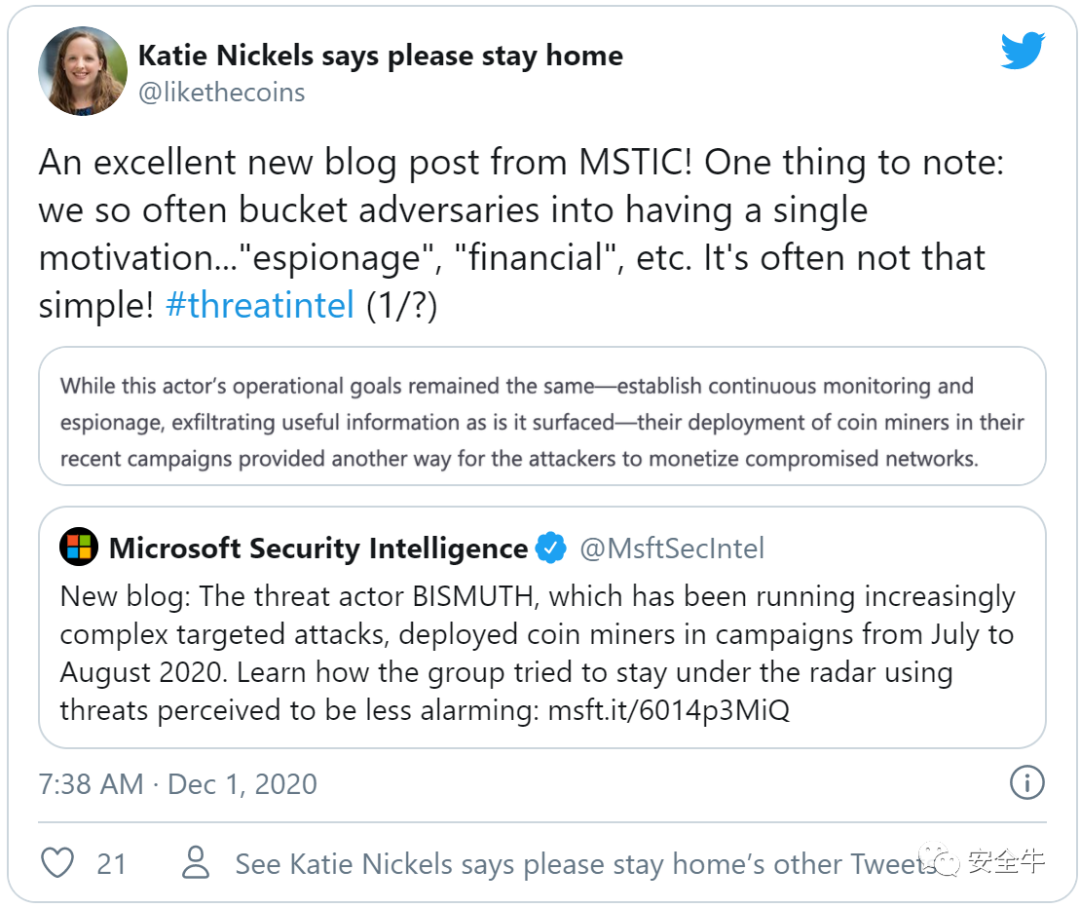 Katie Nickels says please stay home
@likethecoins
An excellent new blog post from MSTIC! One thing to note:
we so often bucket adversaries into having a single
motivation..."espionage", "financial", etc. It's often not that
simple! #threatintel (1/?)
While this actor's operational goals remained the same—establish continuous monitoring and
espionage, exfiltrating useful information as is it surfaced—their deployment of coin miners in their
recent campaigns provided another way for the attackers to monetize compromised networks.
Microsoft Security Intelligence @MsftSecIntel
New blog: The threat actor BISMUTH, which has been running increasingly
complex targeted attacks, deployed coin miners in campaigns from July to
August 2020. Learn how the group tried to stay under the radar using
threats perceived to be less alarming: msft.it/6014p3MiQ
7:38 AM · Dec 1, 2020
21 See Katie Nickels says please stay home's other Tweets
安全牛